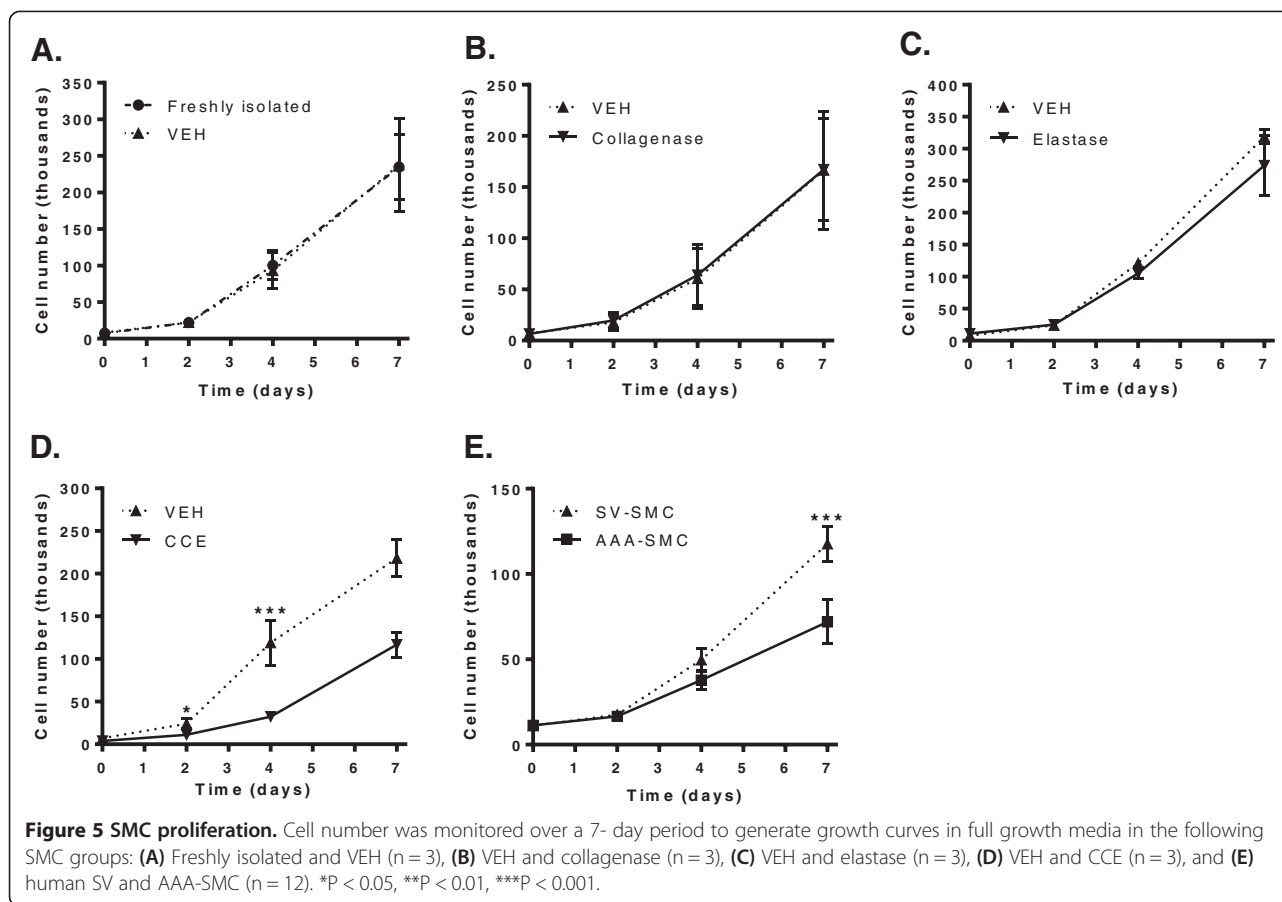 A.
Freshly isolated
VEH
Cell number (thousands)
350
300
250
200
150
100
50
0
0 1 2 3 4 5 6 7
Time (days)
B.
VEH
Collagenase
Cell number (thousands)
250
200
150
100
50
0
0 1 2 3 4 5 6 7
Time (days)
C.
VEH
Elastase
Cell number (thousands)
400
350
300
250
200
150
100
50
0
0 1 2 3 4 5 6 7
Time (days)
D.
VEH
CCE
Cell number (thousands)
300
250
200
150
100
50
0
*
***
0 1 2 3 4 5 6 7
Time (days)
E.
SV-SMC
AAA-SMC
Cell number (thousands)
150
100
50
0
***
0 1 2 3 4 5 6 7
Time (days)
Figure 5 SMC proliferation. Cell number was monitored over a 7- day period to generate growth curves in full growth media in the following
SMC groups: (A) Freshly isolated and VEH (n = 3), (B) VEH and collagenase (n = 3), (C) VEH and elastase (n = 3), (D) VEH and CCE (n = 3), and (E)
human SV and AAA-SMC (n = 12). *P < 0.05, **P < 0.01, ***P < 0.001.